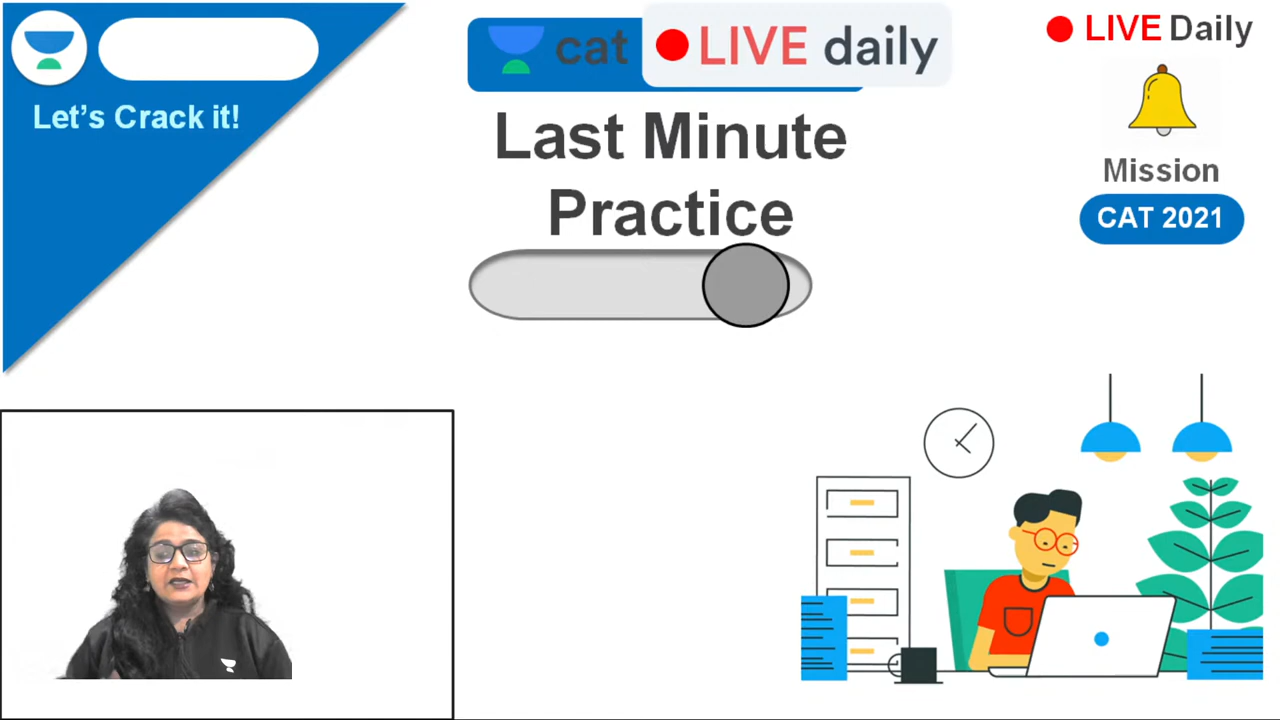 Let’s Crack it!
cat
LIVE daily
Last Minute
Practice
LIVE Daily
Mission
CAT 2021